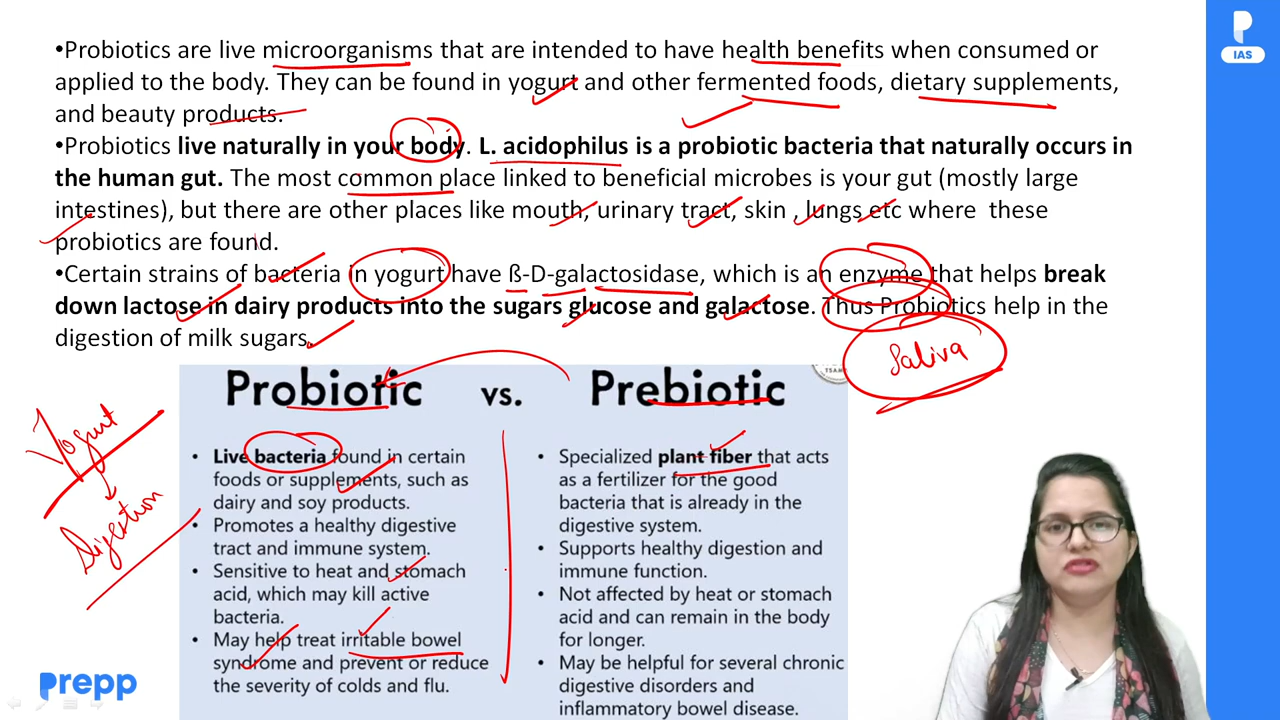 •Probiotics are live microorganisms that are intended to have health benefits when consumed or
applied to the body. They can be found in yogurt and other fermented foods, dietary supplements,
and beauty products.
•Probiotics live naturally in your body. L. acidophilus is a probiotic bacteria that naturally occurs in
the human gut. The most common place linked to beneficial microbes is your gut (mostly large
intestines), but there are other places like mouth, urinary tract, skin , lungs etc where these
probiotics are found.
•Certain strains of bacteria in yogurt have ß-D-galactosidase, which is an enzyme that helps break
down lactose in dairy products into the sugars glucose and galactose. Thus Probiotics help in the
digestion of milk sugars.
Saliva
Probiotic vs. Prebiotic
Yogurt
Digestion
• Live bacteria found in certain
foods or supplements, such as
dairy and soy products.
• Promotes a healthy digestive
tract and immune system.
• Sensitive to heat and stomach
acid, which may kill active
bacteria.
• May help treat irritable bowel
syndrome and prevent or reduce
the severity of colds and flu.
• Specialized plant fiber that acts
as a fertilizer for the good
bacteria that is already in the
digestive system.
• Supports healthy digestion and
immune function.
• Not affected by heat or stomach
acid and can remain in the body
for longer.
• May be helpful for several chronic
digestive disorders and
inflammatory bowel disease.
IAS
prepp